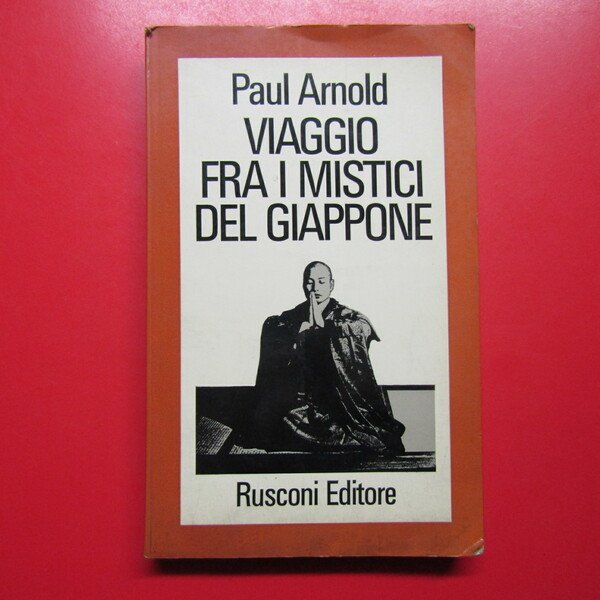 Paul Arnold
VIAGGIO
FRA I MISTICI
DEL GIAPPONE
Rusconi Editore